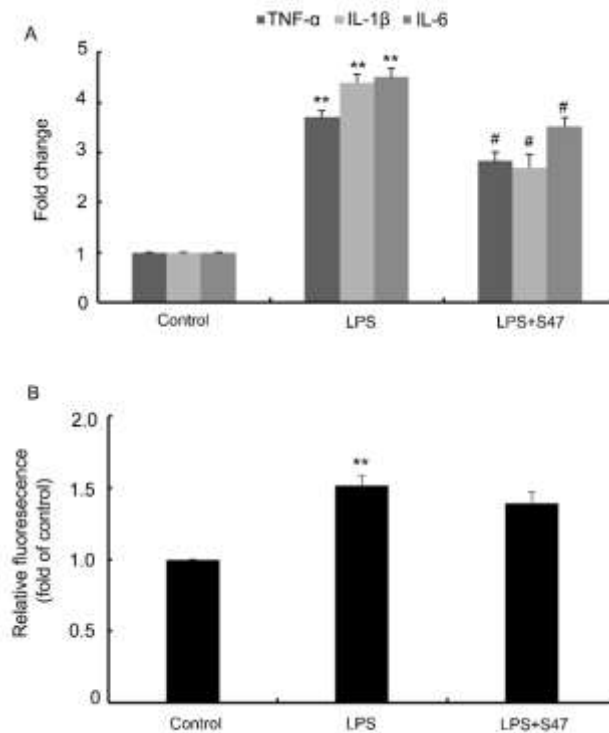 A
TNF-α IL-1β IL-6
Fold change
5
4
3
2
1
0
** ** **
# # #
Control LPS LPS+S47
B
Relative fluoresecence
(fold of control)
2.0
1.5
1.0
0.5
0
**
Control LPS LPS+S47